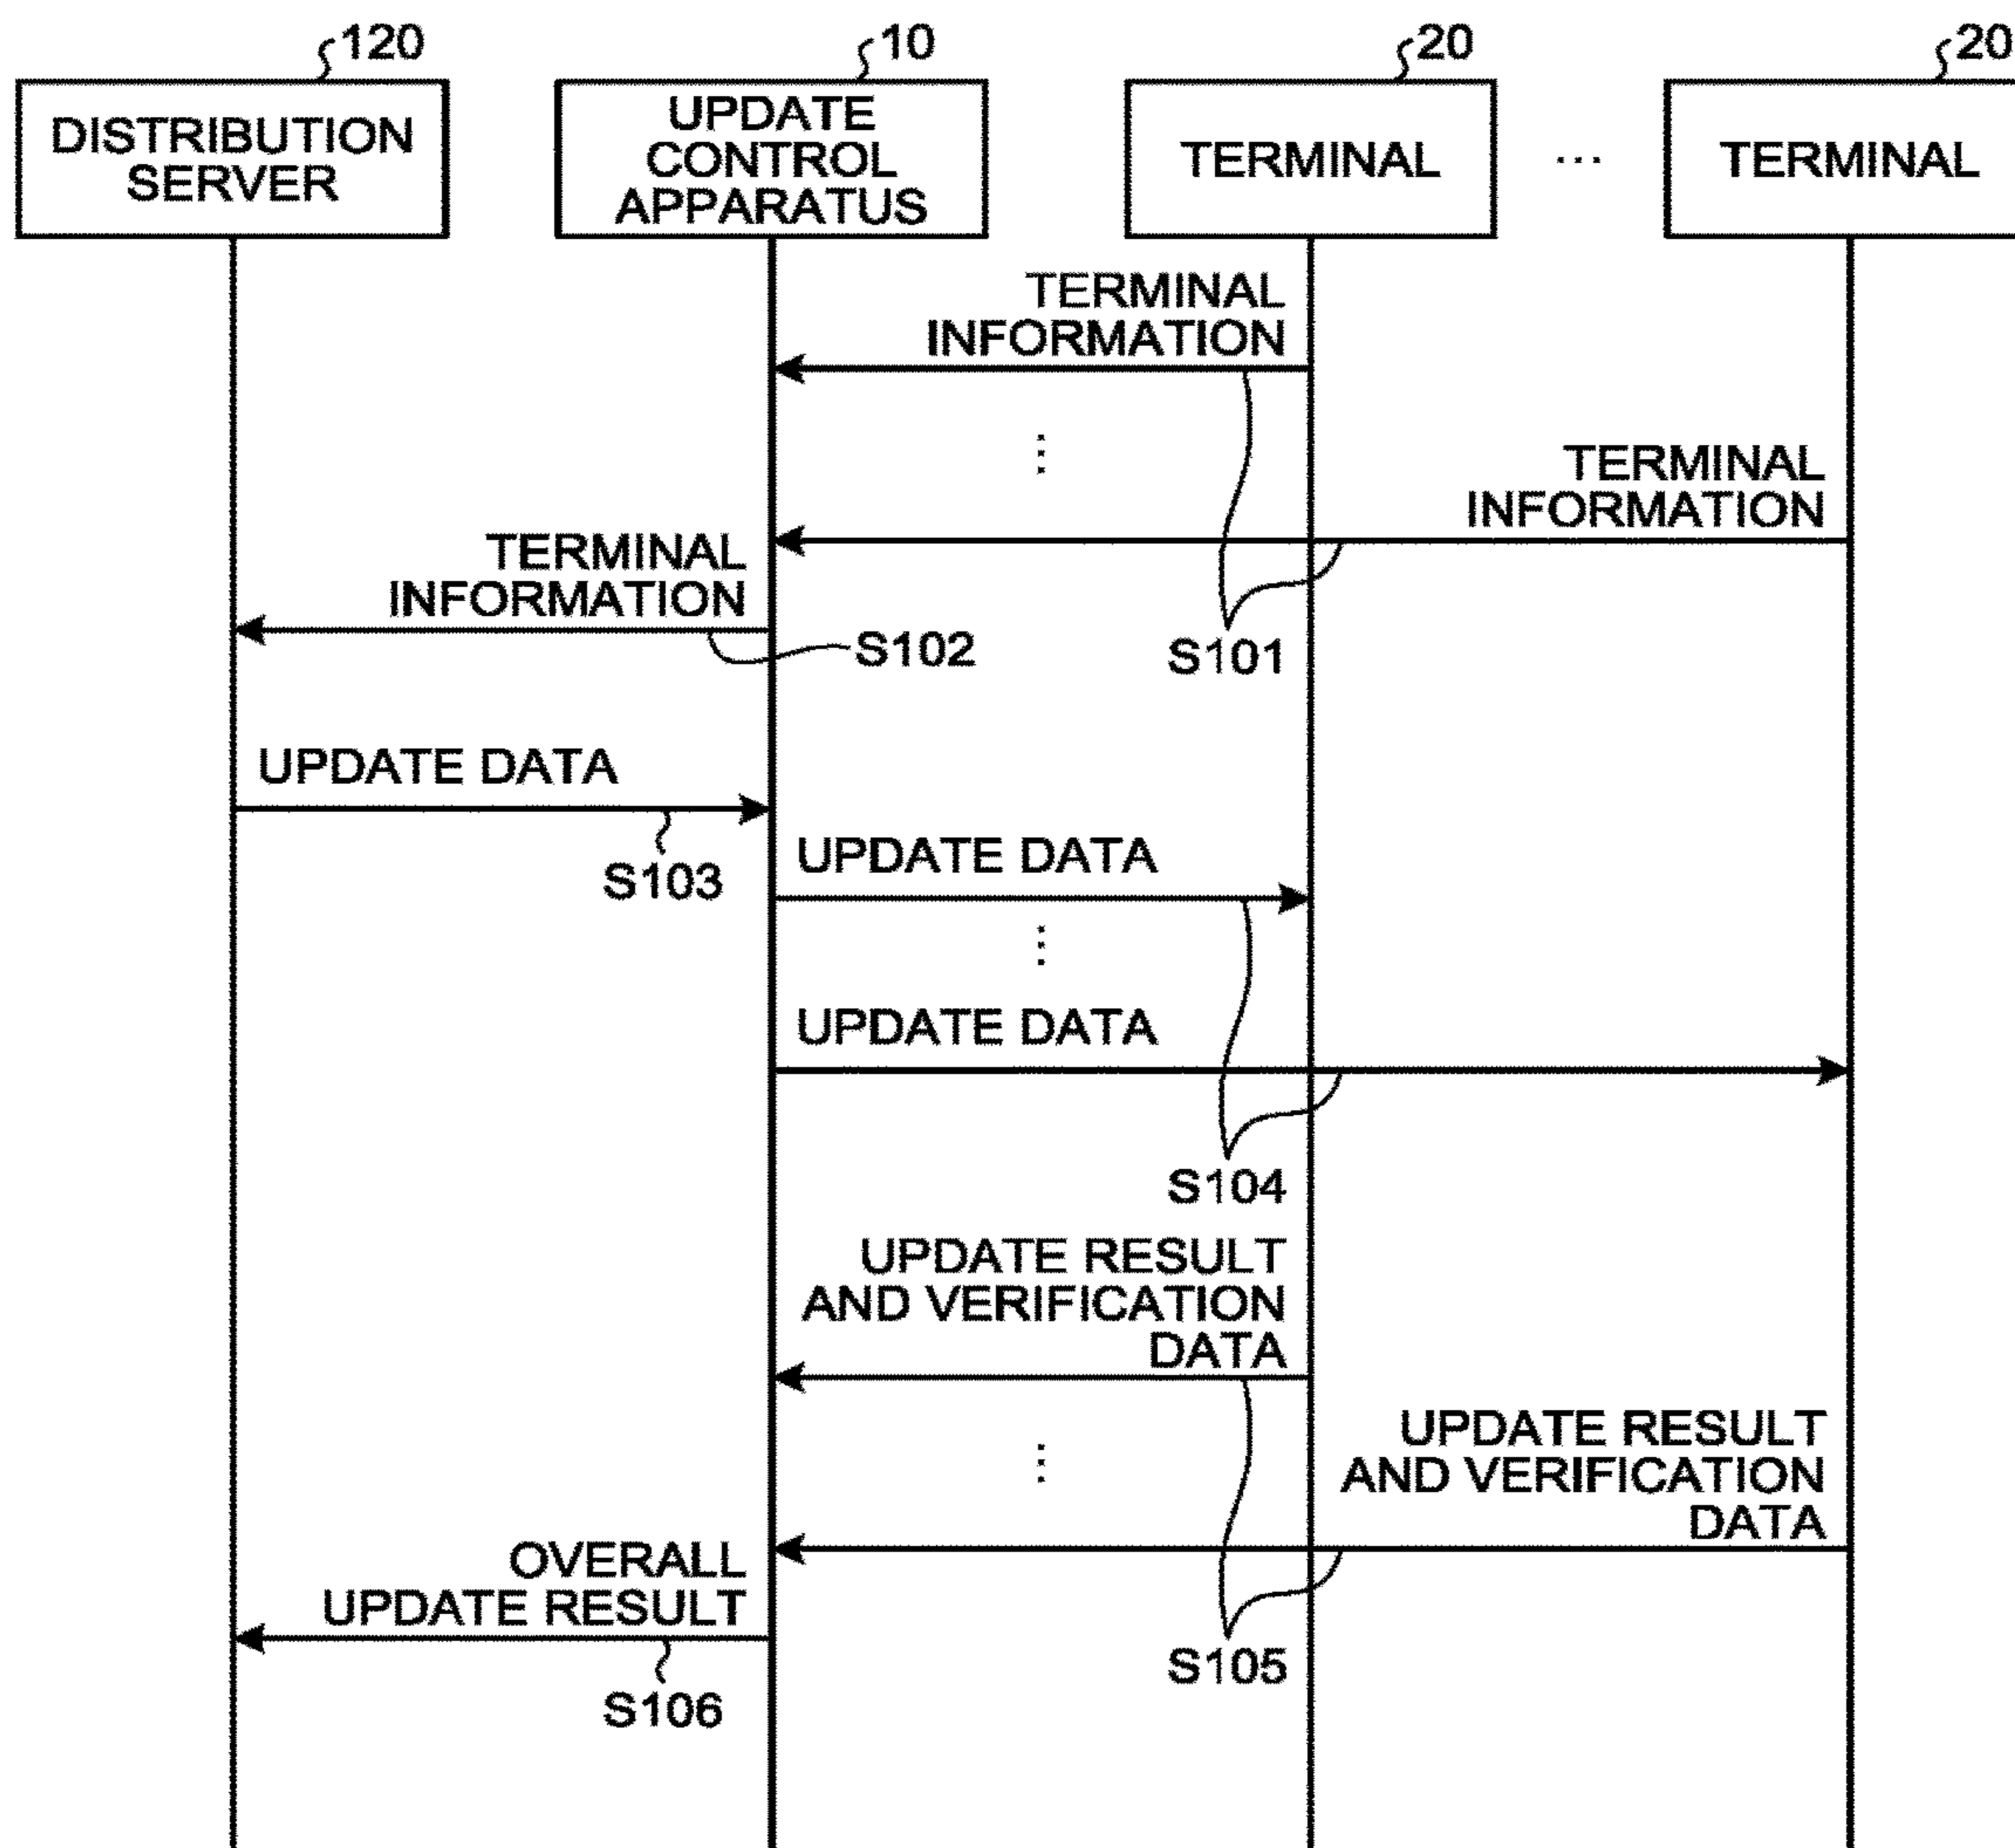 120
10
20
20
DISTRIBUTION
SERVER
UPDATE
CONTROL
APPARATUS
TERMINAL
...
TERMINAL
TERMINAL
INFORMATION
...
TERMINAL
INFORMATION
TERMINAL
INFORMATION
S102
S101
UPDATE DATA
S103
UPDATE DATA
...
UPDATE DATA
S104
UPDATE RESULT
AND VERIFICATION
DATA
...
UPDATE RESULT
AND VERIFICATION
DATA
OVERALL
UPDATE RESULT
S105
S106